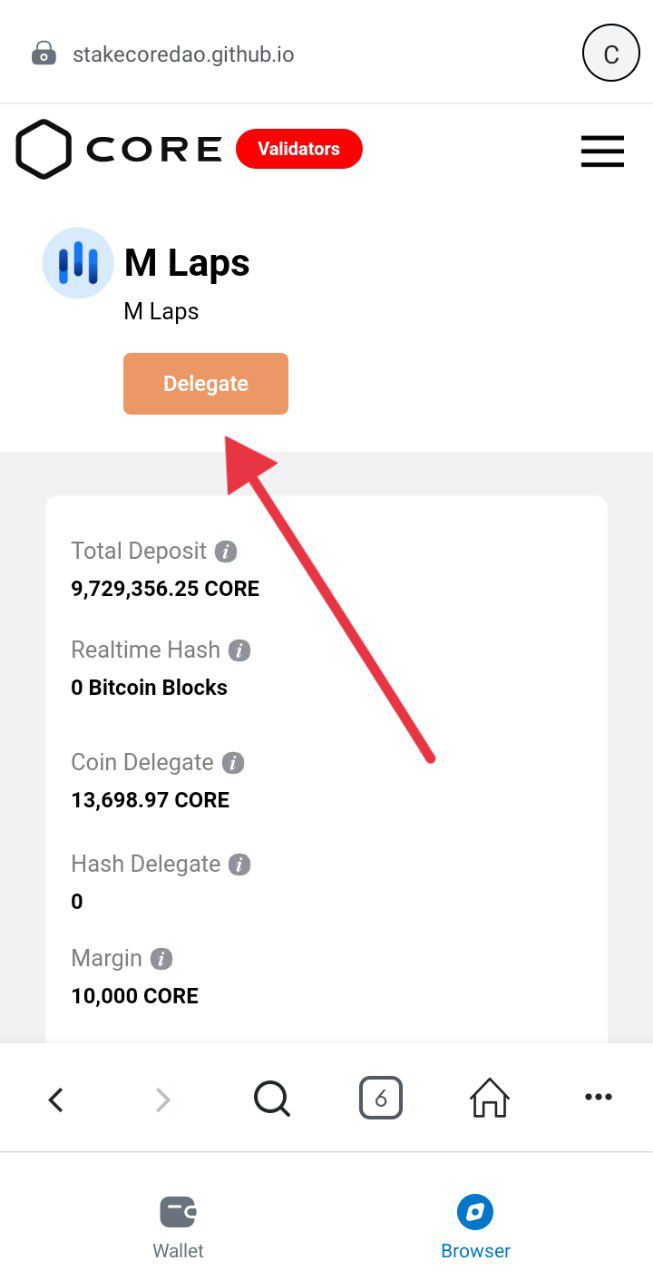 stakecoredao.github.io
C
CORE Validators
M Laps
M Laps
Delegate
Total Deposit i
9,729,356.25 CORE
Realtime Hash i
0 Bitcoin Blocks
Coin Delegate i
13,698.97 CORE
Hash Delegate i
0
Margin i
10,000 CORE
6
Wallet
Browser